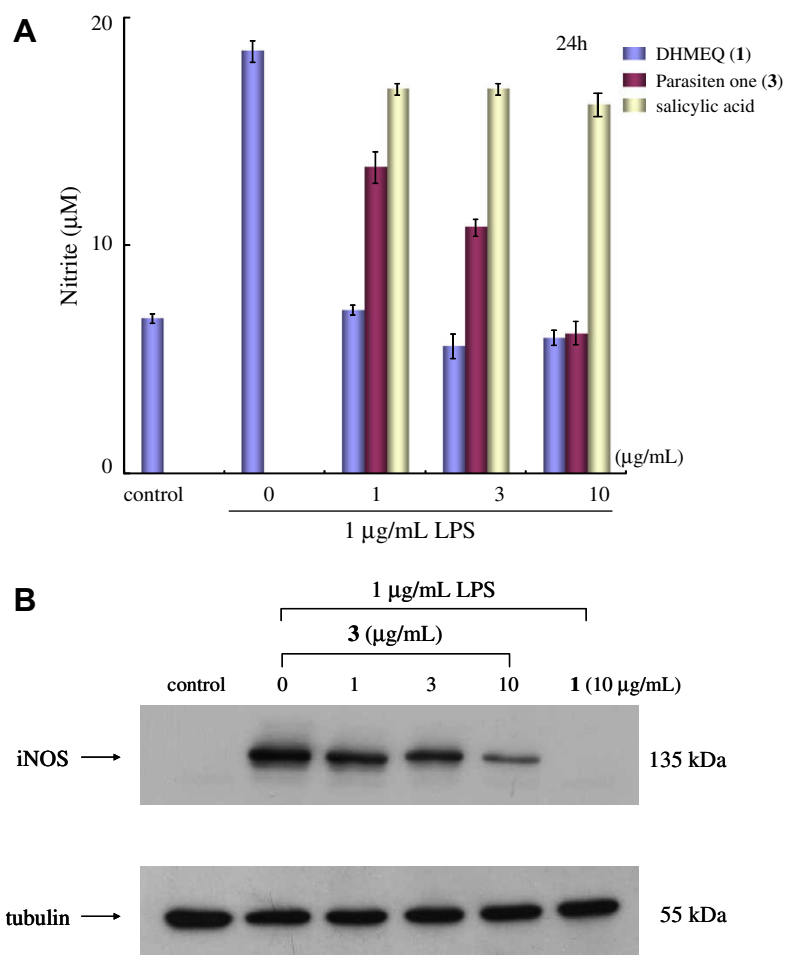 A
20
24h
DHMEQ (1)
Parasiten one (3)
salicylic acid
Nitrite (μM)
10
0
(μg/mL)
control 0 1 3 10
1 μg/mL LPS
B
1 μg/mL LPS
3 (μg/mL)
control 0 1 3 10 1 (10 μg/mL)
iNOS 135 kDa
tubulin 55 kDa